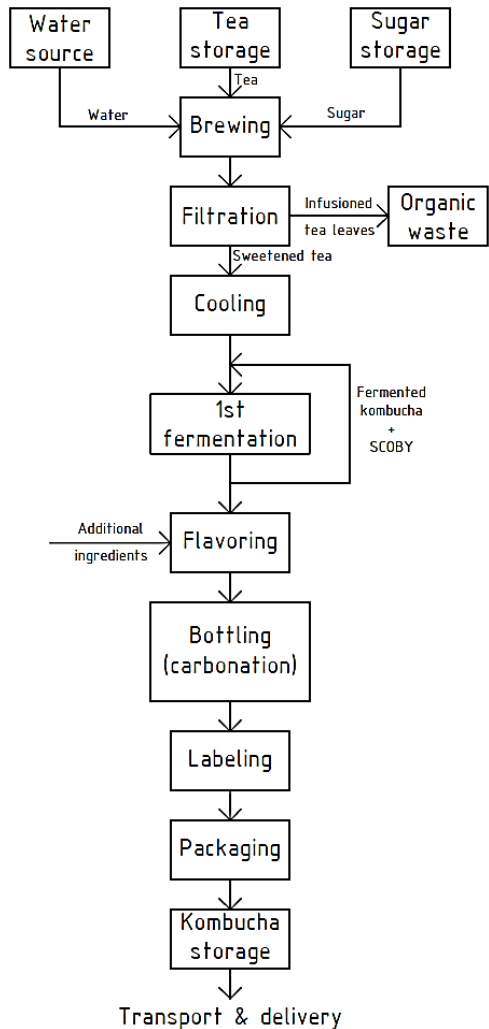 Water
source
Tea
storage
Sugar
storage
Tea
Water
Sugar
Brewing
Filtration
Infusioned
tea leaves
Organic
waste
Sweetened tea
Cooling
Fermented
kombucha
+
SCOBY
1st
fermentation
Additional
ingredients
Flavoring
Bottling
(carbonation)
Labeling
Packaging
Kombucha
storage
Transport & delivery